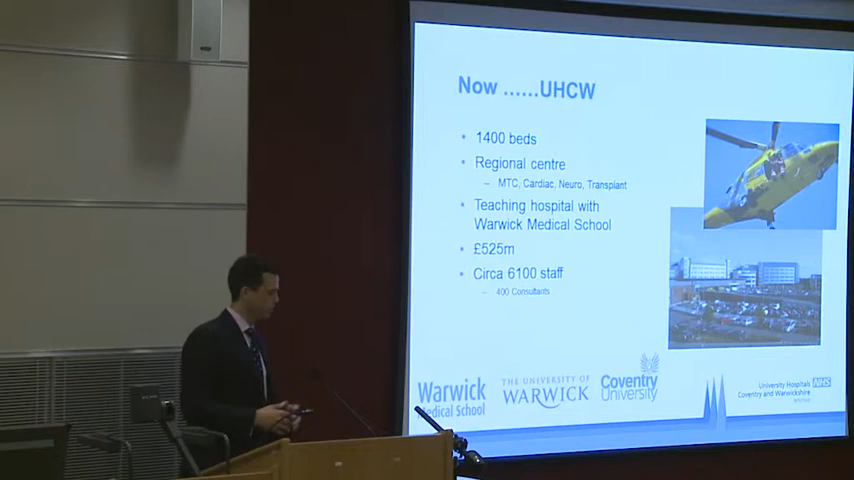 Now ......UHCW
• 1400 beds
• Regional centre
– MTC, Cardiac, Neuro, Transplant
• Teaching hospital with
Warwick Medical School
• £525m
• Circa 6100 staff
– 400 Consultants
Warwick
Medical School
THE UNIVERSITY OF
WARWICK
Coventry
University
University Hospitals NHS
Coventry and Warwickshire